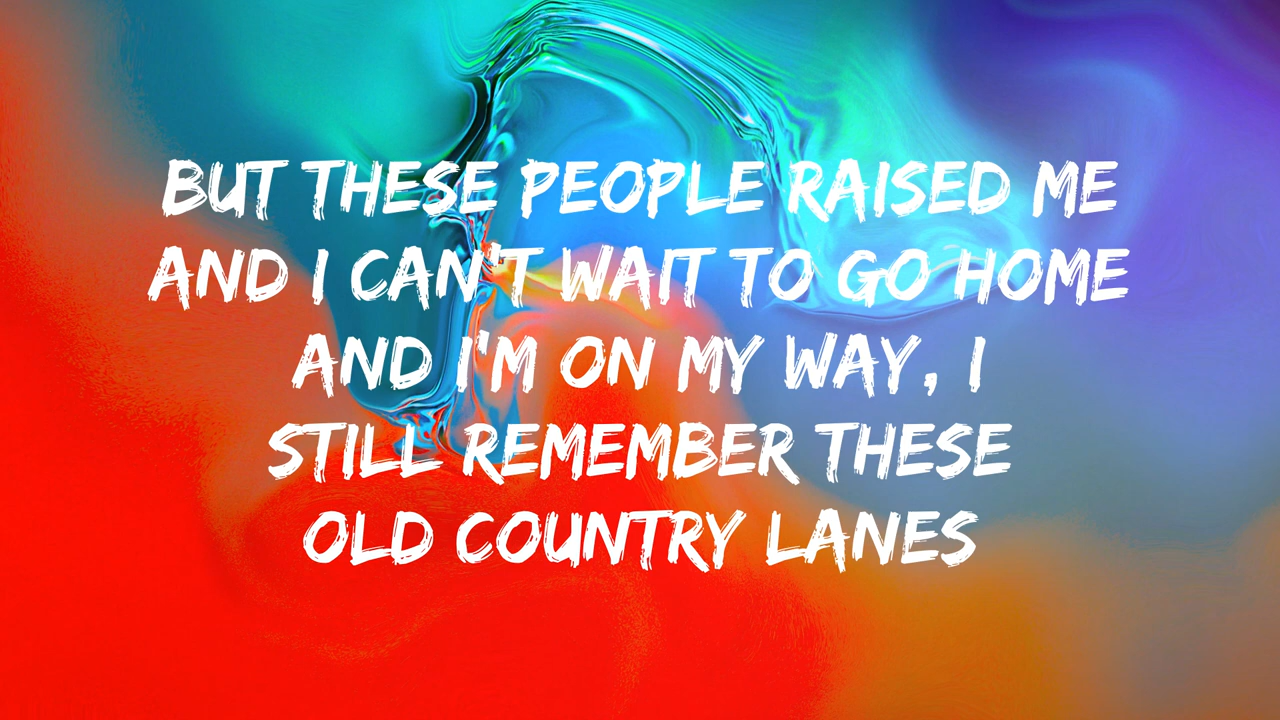 BUT THESE PEOPLE RAISED ME
AND I CAN'T WAIT TO GO HOME
AND I'M ON MY WAY, I
STILL REMEMBER THESE
OLD COUNTRY LANES